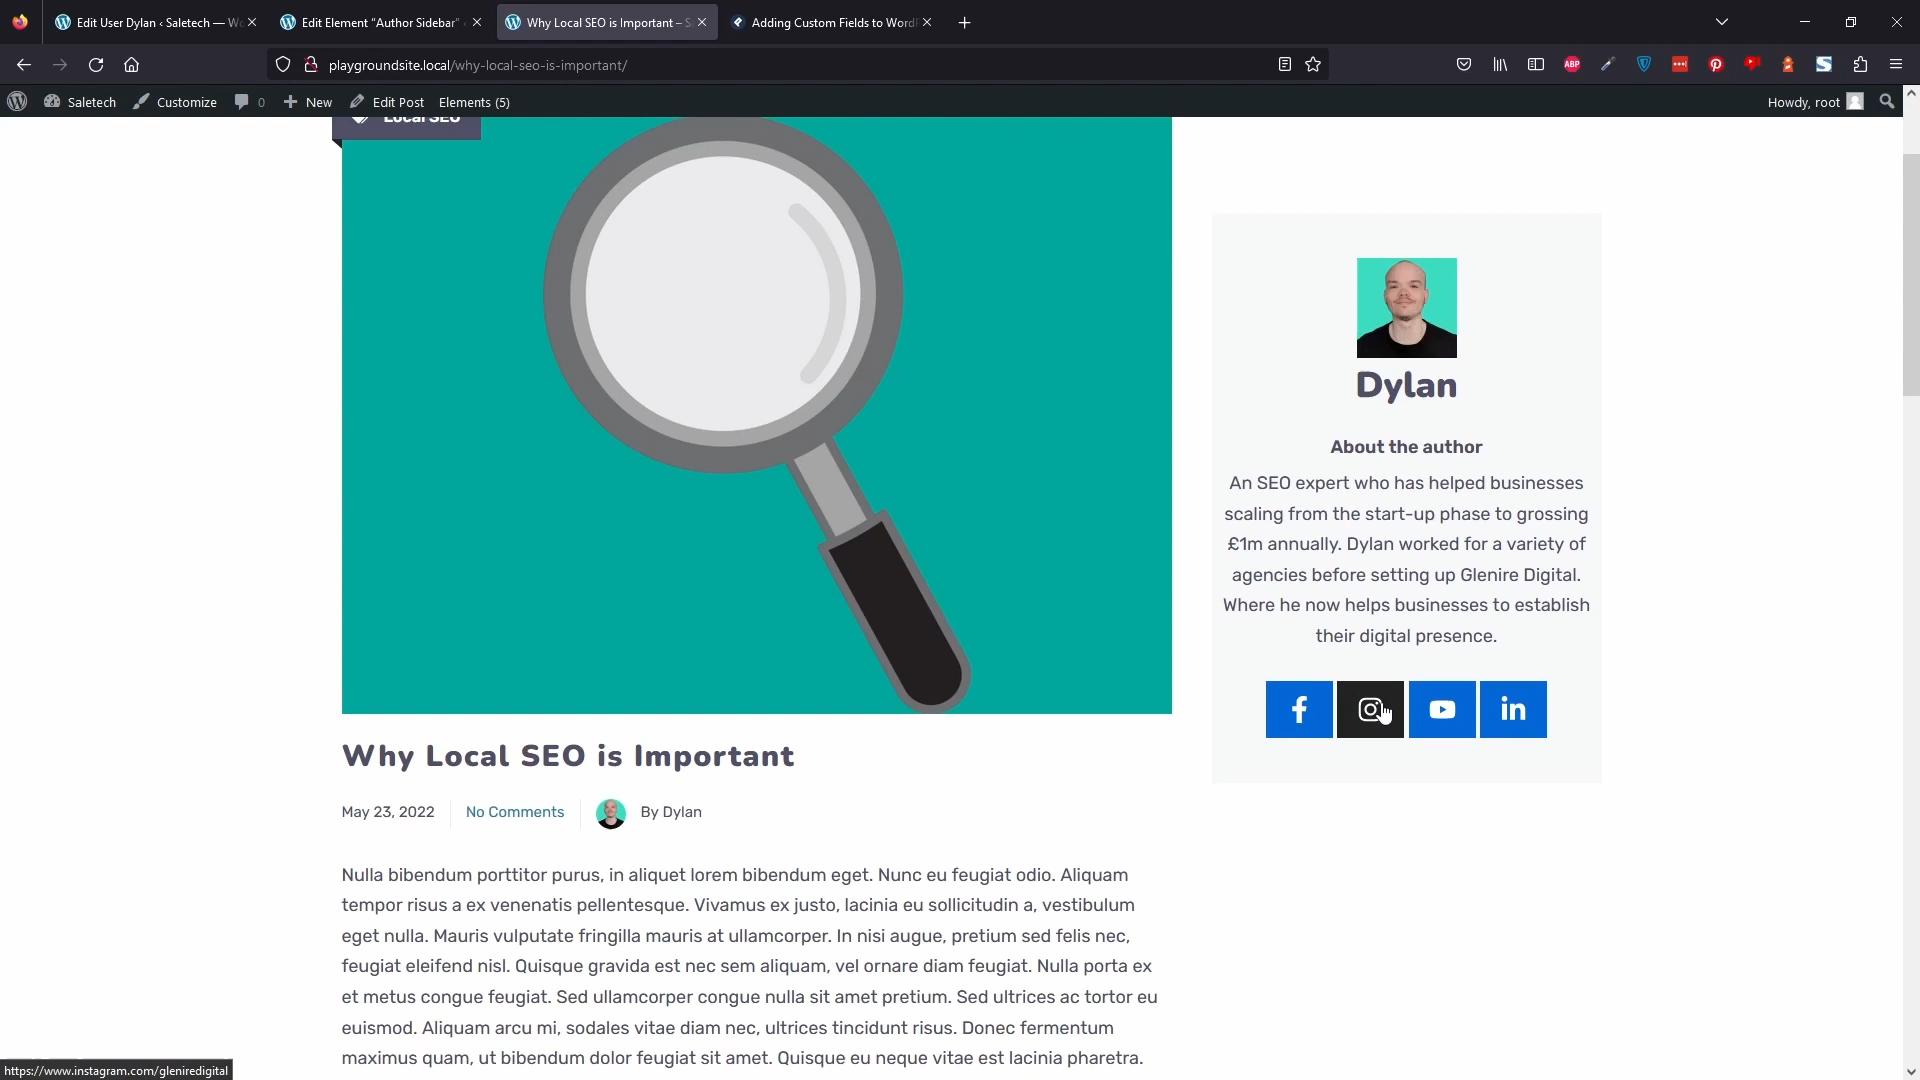 Edit User Dylan ‹ Saletech — Wo
Edit Element “Author Sidebar” ‹
Why Local SEO is Important – S
Adding Custom Fields to WordP
playgroundsite.local/why-local-seo-is-important/
ABP
Saletech
Customize
0
New
Edit Post
Elements (5)
Howdy, root
Local SEO
Dylan
About the author
An SEO expert who has helped businesses
scaling from the start-up phase to grossing
£1m annually. Dylan worked for a variety of
agencies before setting up Glenire Digital.
Where he now helps businesses to establish
their digital presence.
Why Local SEO is Important
May 23, 2022
No Comments
By Dylan
Nulla bibendum porttitor purus, in aliquet lorem bibendum eget. Nunc eu feugiat odio. Aliquam
tempor risus a ex venenatis pellentesque. Vivamus ex justo, lacinia eu sollicitudin a, vestibulum
eget nulla. Mauris vulputate fringilla mauris at ullamcorper. In nisi augue, pretium sed felis nec,
feugiat eleifend nisl. Quisque gravida est nec sem aliquam, vel ornare diam feugiat. Nulla porta ex
et metus congue feugiat. Sed ullamcorper congue nulla sit amet pretium. Sed ultrices ac tortor eu
euismod. Aliquam arcu mi, sodales vitae diam nec, ultrices tincidunt risus. Donec fermentum
maximus quam, ut bibendum dolor feugiat sit amet. Quisque eu neque vitae est lacinia pharetra.
https://www.instagram.com/gleniredigital